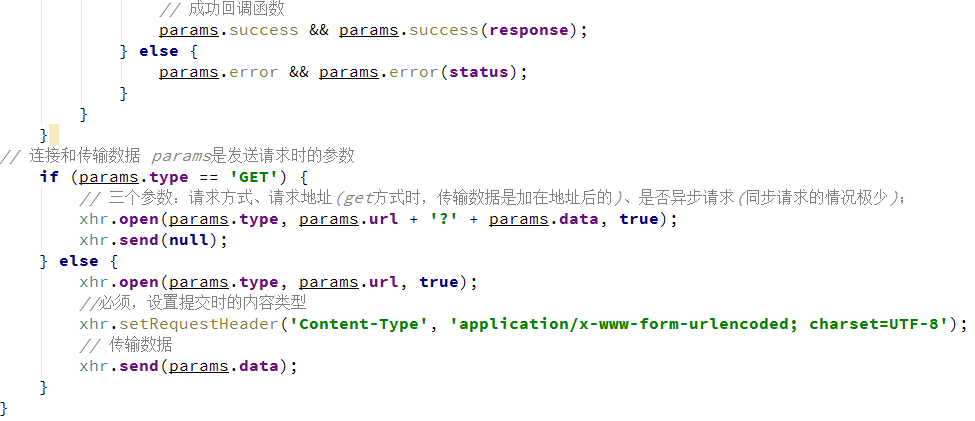 // 成功回调函数
params.success && params.success(response);
} else {
params.error && params.error(status);
}
}
}
// 连接和传输数据 params是发送请求时的参数
if (params.type == 'GET') {
// 三个参数：请求方式、请求地址(get方式时，传输数据是加在地址后的)、是否异步请求(同步请求的情况极少)；
xhr.open(params.type, params.url + '?' + params.data, true);
xhr.send(null);
} else {
xhr.open(params.type, params.url, true);
//必须，设置提交时的内容类型
xhr.setRequestHeader('Content-Type', 'application/x-www-form-urlencoded; charset=UTF-8');
// 传输数据
xhr.send(params.data);
}
}